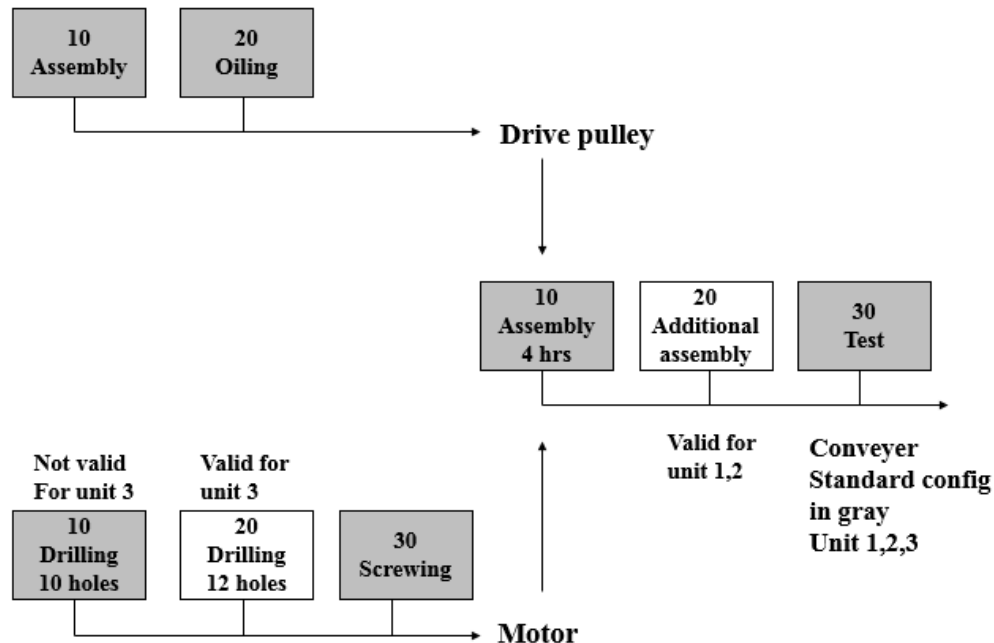 10
Assembly
20
Oiling
Drive pulley
10
Assembly
4 hrs
20
Additional
assembly
30
Test
Valid for
unit 1,2
Conveyer
Standard config
in gray
Unit 1,2,3
Not valid
For unit 3
Valid for
unit 3
10
Drilling
10 holes
20
Drilling
12 holes
30
Screwing
Motor